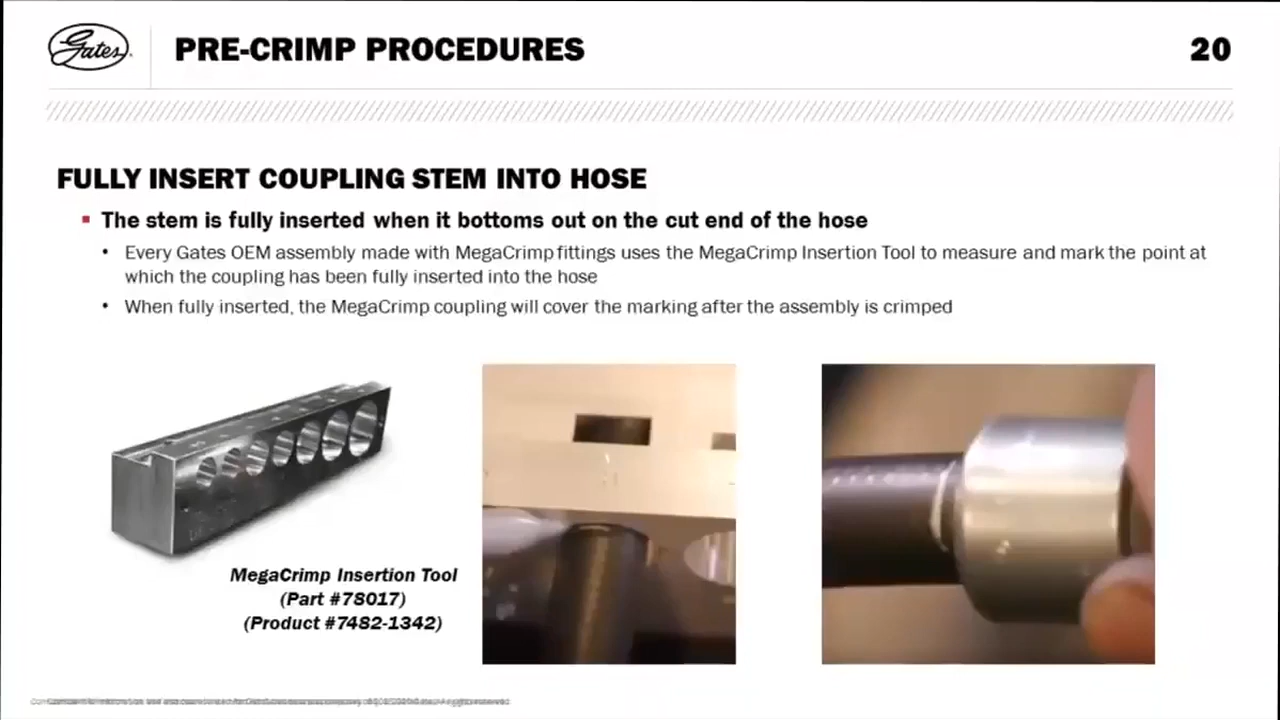 Gates
PRE-CRIMP PROCEDURES
20
FULLY INSERT COUPLING STEM INTO HOSE
▪ The stem is fully inserted when it bottoms out on the cut end of the hose
• Every Gates OEM assembly made with MegaCrimp fittings uses the MegaCrimp Insertion Tool to measure and mark the point at
which the coupling has been fully inserted into the hose
• When fully inserted, the MegaCrimp coupling will cover the marking after the assembly is crimped
MegaCrimp Insertion Tool
(Part #78017)
(Product #7482-1342)